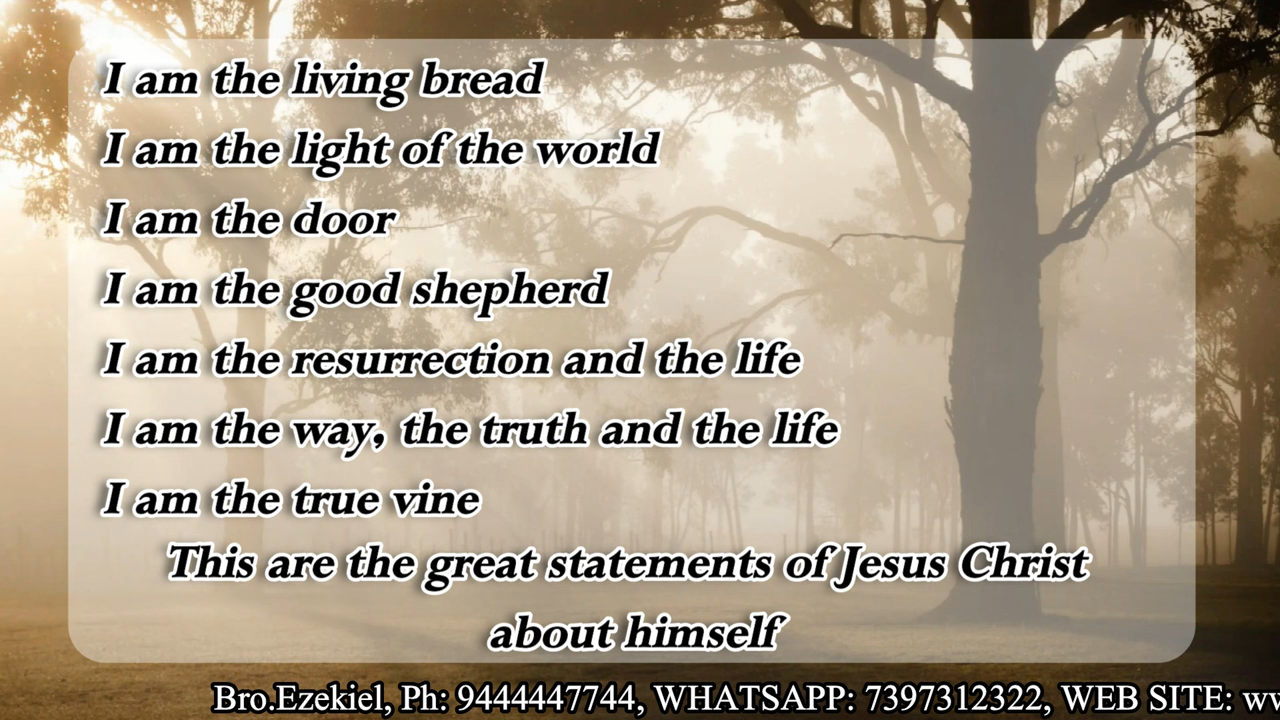 I am the living bread
I am the light of the world
I am the door
I am the good shepherd
I am the resurrection and the life
I am the way, the truth and the life
I am the true vine
This are the great statements of Jesus Christ
about himself
Bro.Ezekiel, Ph: 9444447744, WHATSAPP: 7397312322, WEB SITE: